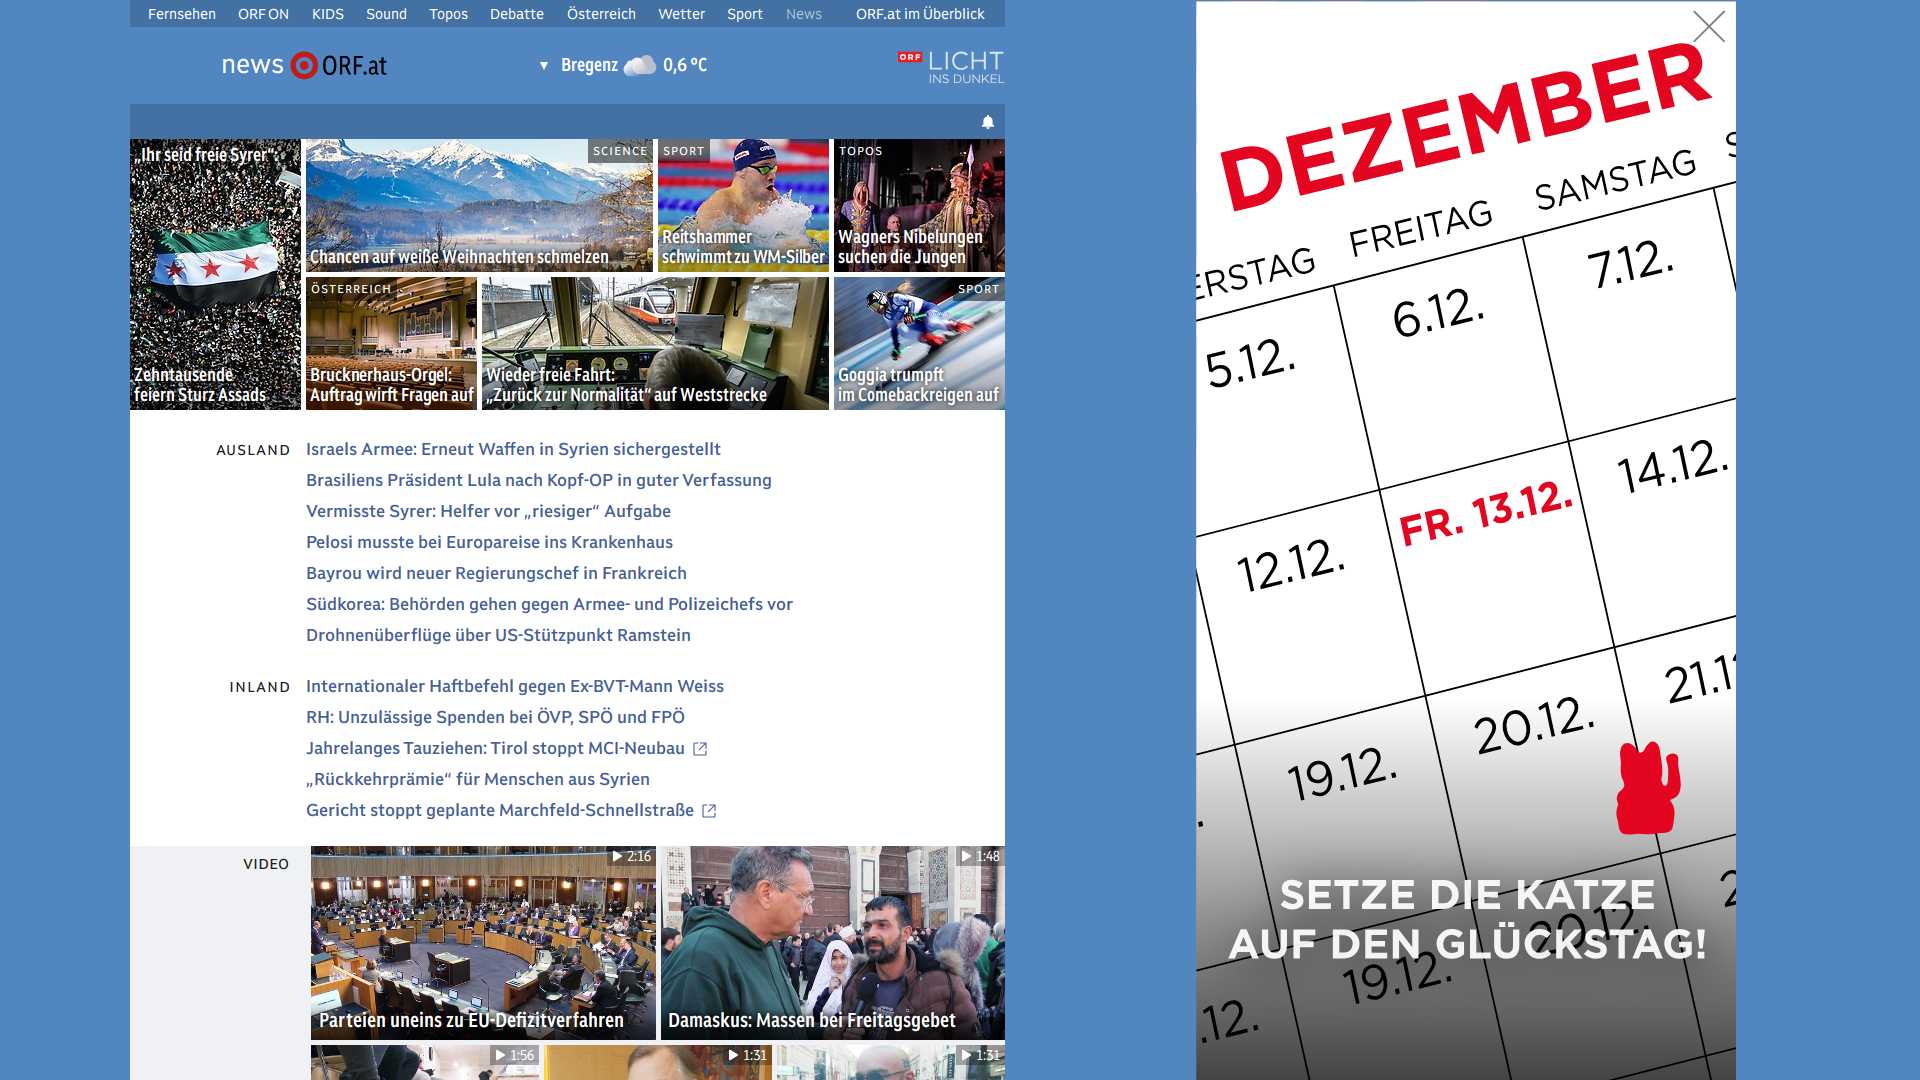 Fernsehen ORF ON KIDS Sound Topos Debatte Österreich Wetter Sport News ORF.at im Überblick
news ORF.at
Bregenz 0,6 °C
ORF LICHT
INS DUNKEL
„Ihr seid freie Syrer“:
Zehntausende
feiern Sturz Assads
SCIENCE
Chancen auf weiße Weihnachten schmelzen
SPORT
Reitshammer
schwimmt zu WM-Silber
TOPOS
Wagners Nibelungen
suchen die Jungen
ÖSTERREICH
Brucknerhaus-Orgel:
Auftrag wirft Fragen auf
Wieder freie Fahrt:
„Zurück zur Normalität“ auf Weststrecke
SPORT
Goggia trumpft
im Comebackreigen auf
AUSLAND
Israels Armee: Erneut Waffen in Syrien sichergestellt
Brasiliens Präsident Lula nach Kopf-OP in guter Verfassung
Vermisste Syrer: Helfer vor „riesiger“ Aufgabe
Pelosi musste bei Europareise ins Krankenhaus
Bayrou wird neuer Regierungschef in Frankreich
Südkorea: Behörden gehen gegen Armee- und Polizeichefs vor
Drohnenüberflüge über US-Stützpunkt Ramstein
INLAND
Internationaler Haftbefehl gegen Ex-BVT-Mann Weiss
RH: Unzulässige Spenden bei ÖVP, SPÖ und FPÖ
Jahrelanges Tauziehen: Tirol stoppt MCI-Neubau
„Rückkehrprämie“ für Menschen aus Syrien
Gericht stoppt geplante Marchfeld-Schnellstraße
VIDEO
2:16
Parteien uneins zu EU-Defizitverfahren
1:48
Damaskus: Massen bei Freitagsgebet
1:56
1:31
1:31
DEZEMBER
ERSTAG FREITAG SAMSTAG S
5.12. 6.12. 7.12.
12.12. FR. 13.12. 14.12.
19.12. 20.12. 21.1
SETZE DIE KATZE
AUF DEN GLÜCKSTAG!
.12. 19.12. 20.12. 2